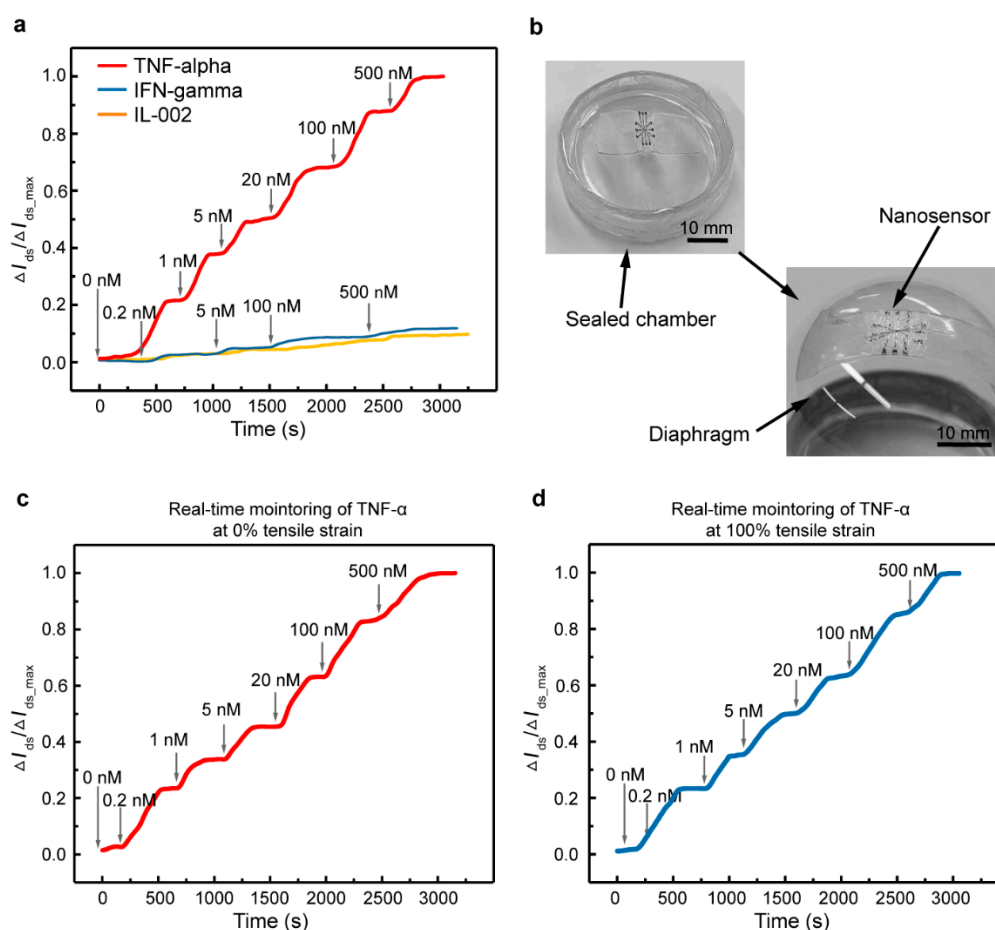 a
TNF-alpha
IFN-gamma
IL-002
0 nM
0.2 nM
1 nM
5 nM
20 nM
100 nM
500 nM
5 nM
100 nM
500 nM
1.0
0.8
0.6
0.4
0.2
0.0
Δ I ds / Δ I ds_max
0 500 1000 1500 2000 2500 3000
Time (s)
b
10 mm
Sealed chamber
Nanosensor
Diaphragm
10 mm
c
Real-time mointoring of TNF-α
at 0% tensile strain
0 nM
0.2 nM
1 nM
5 nM
20 nM
100 nM
500 nM
1.0
0.8
0.6
0.4
0.2
0.0
Δ I ds / Δ I ds_max
0 500 1000 1500 2000 2500 3000
Time (s)
d
Real-time mointoring of TNF-α
at 100% tensile strain
0 nM
0.2 nM
1 nM
5 nM
20 nM
100 nM
500 nM
1.0
0.8
0.6
0.4
0.2
0.0
Δ I ds / Δ I ds_max
0 500 1000 1500 2000 2500 3000
Time (s)